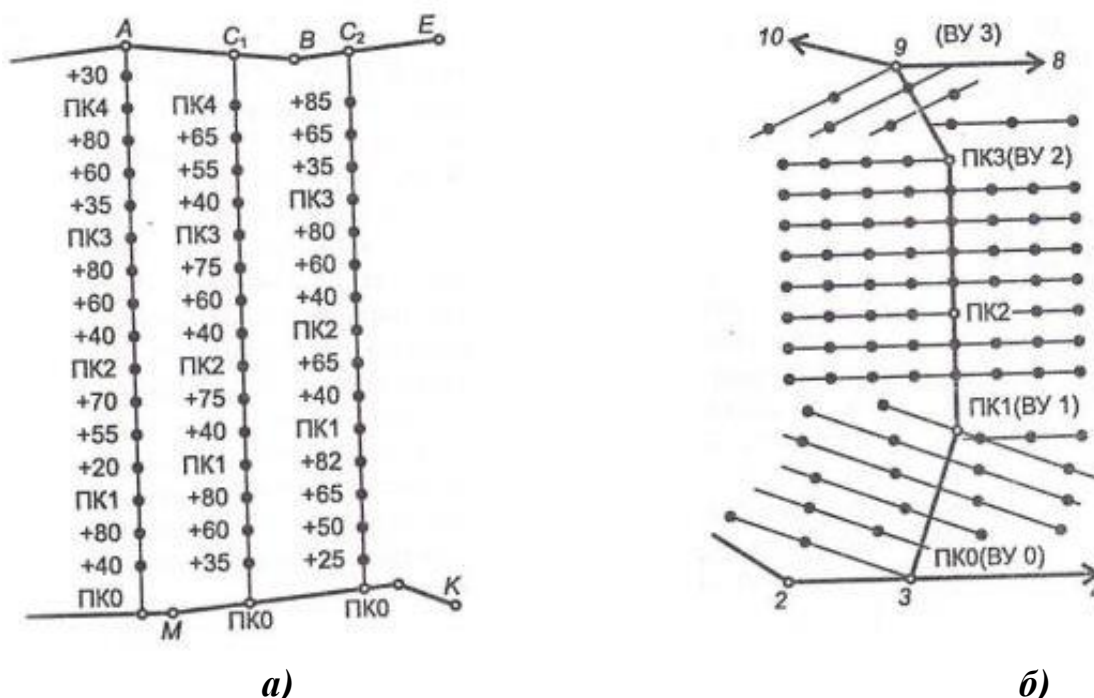 A C₁ B C₂ E
+30
ПК4
+80
+60
+35
ПК3
+80
+60
+40
ПК2
+70
+55
+20
ПК1
+80
+40
ПК0
M
ПК4
+65
+55
+40
ПК3
+75
+60
+40
ПК2
+75
+40
ПК1
+80
+60
+35
ПК0
+85
+65
+35
ПК3
+80
+60
+40
ПК2
+65
+40
ПК1
+82
+65
+50
+25
ПК0
K
а)
10 9 (ВУ 3) 8
ПК3(ВУ 2)
ПК2
ПК1(ВУ 1)
ПК0(ВУ 0)
2 3
б)